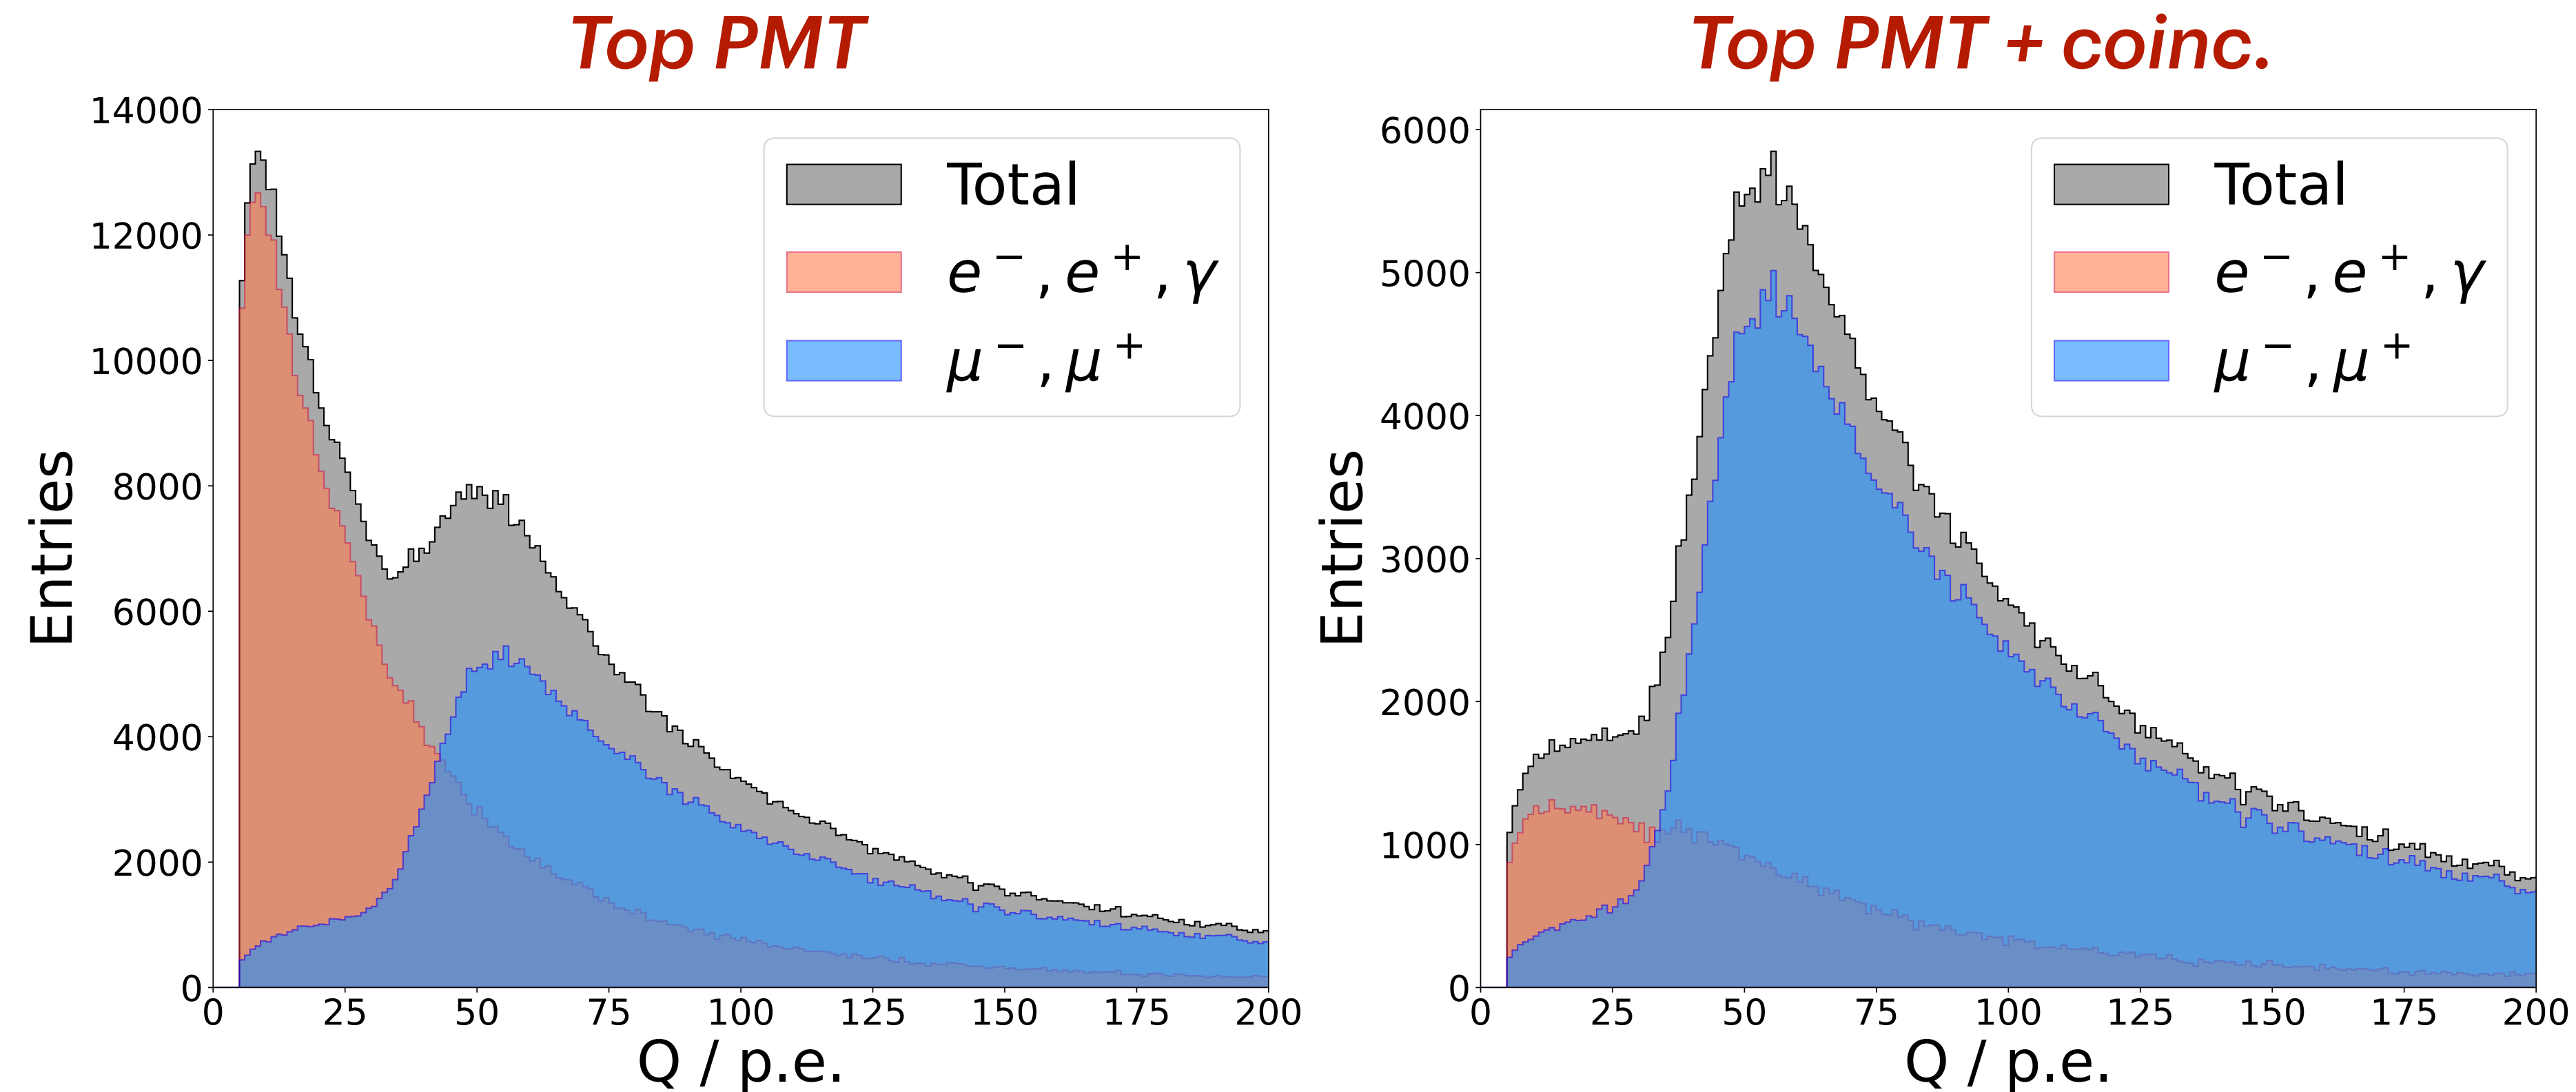 Top PMT
14000
12000
10000
8000
6000
4000
2000
0
Entries
Total
e⁻, e⁺, γ
μ⁻, μ⁺
0 25 50 75 100 125 150 175 200
Q / p.e.
Top PMT + coinc.
6000
5000
4000
3000
2000
1000
0
Entries
Total
e⁻, e⁺, γ
μ⁻, μ⁺
0 25 50 75 100 125 150 175 200
Q / p.e.